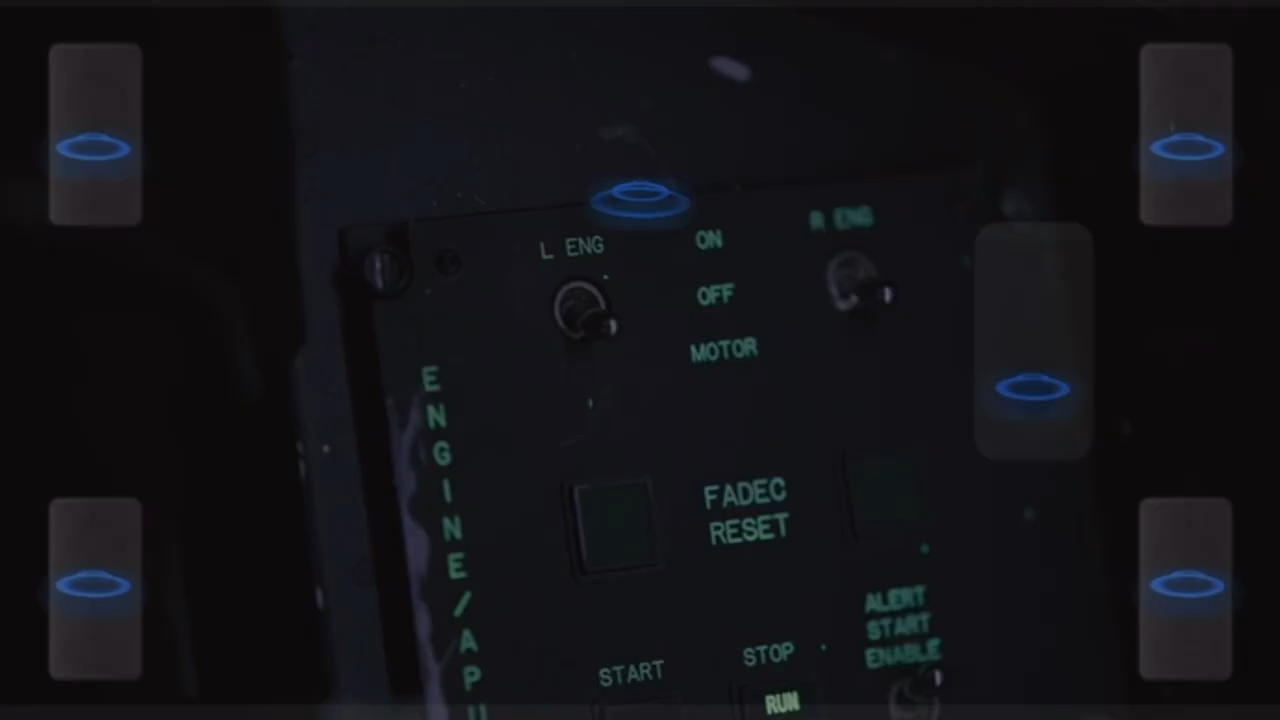 L ENG
ON
R ENG
OFF
MOTOR
ENGINE/APU
FADEC
RESET
ALERT
START
ENABLE
START
STOP
RUN